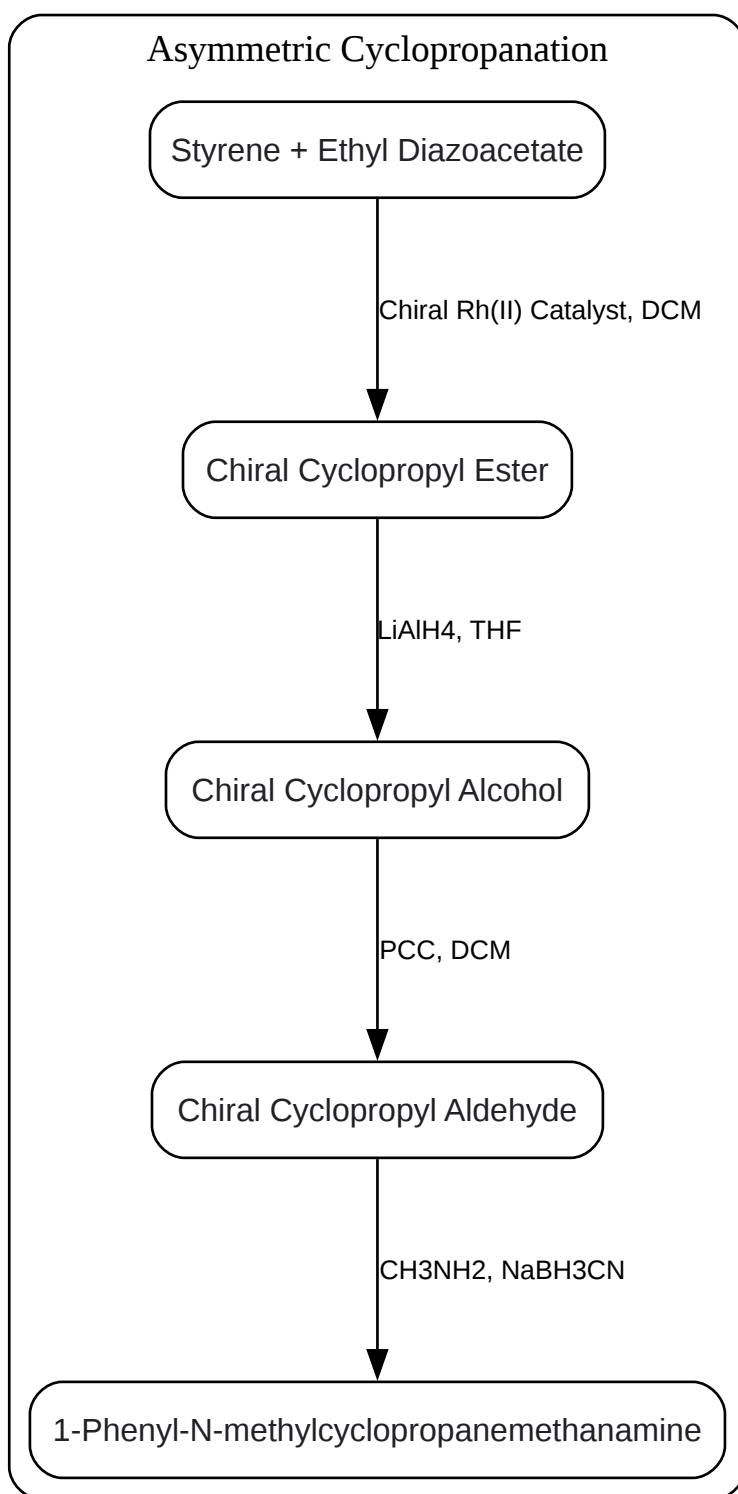 Asymmetric Cyclopropanation
Styrene + Ethyl Diazoacetate
Chiral Rh(II) Catalyst, DCM
Chiral Cyclopropyl Ester
LiAlH4, THF
Chiral Cyclopropyl Alcohol
PCC, DCM
Chiral Cyclopropyl Aldehyde
CH3NH2, NaBH3CN
1-Phenyl-N-methylcyclopropanemethanamine